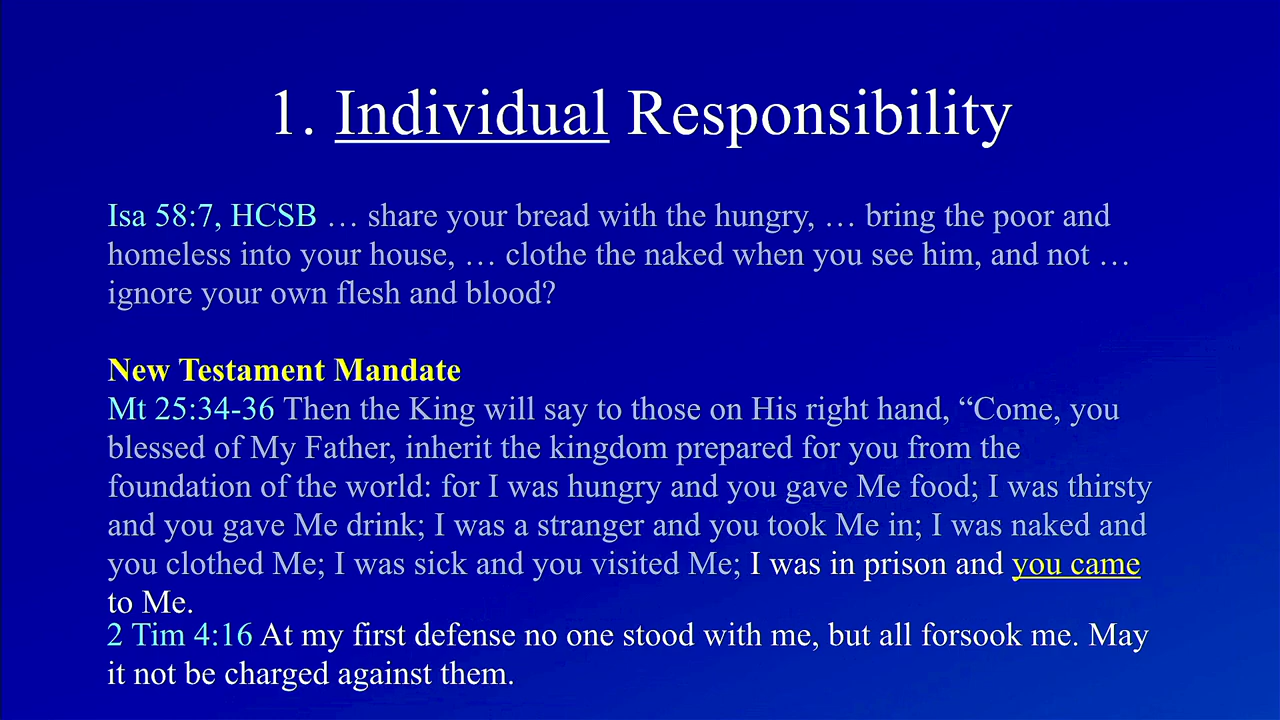 1. Individual Responsibility
Isa 58:7, HCSB … share your bread with the hungry, … bring the poor and
homeless into your house, … clothe the naked when you see him, and not …
ignore your own flesh and blood?
New Testament Mandate
Mt 25:34-36 Then the King will say to those on His right hand, “Come, you
blessed of My Father, inherit the kingdom prepared for you from the
foundation of the world: for I was hungry and you gave Me food; I was thirsty
and you gave Me drink; I was a stranger and you took Me in; I was naked and
you clothed Me; I was sick and you visited Me; I was in prison and you came
to Me.
2 Tim 4:16 At my first defense no one stood with me, but all forsook me. May
it not be charged against them.